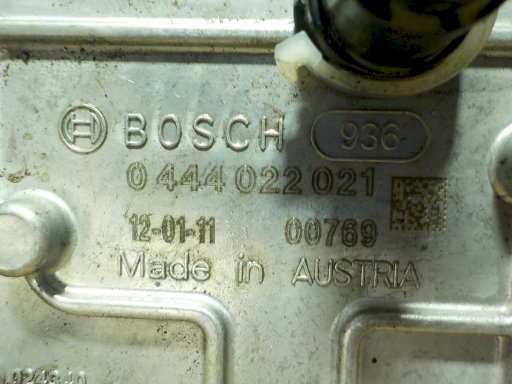 BOSCH 936
0 444 022 021
12-01-11 00769
Made in AUSTRIA